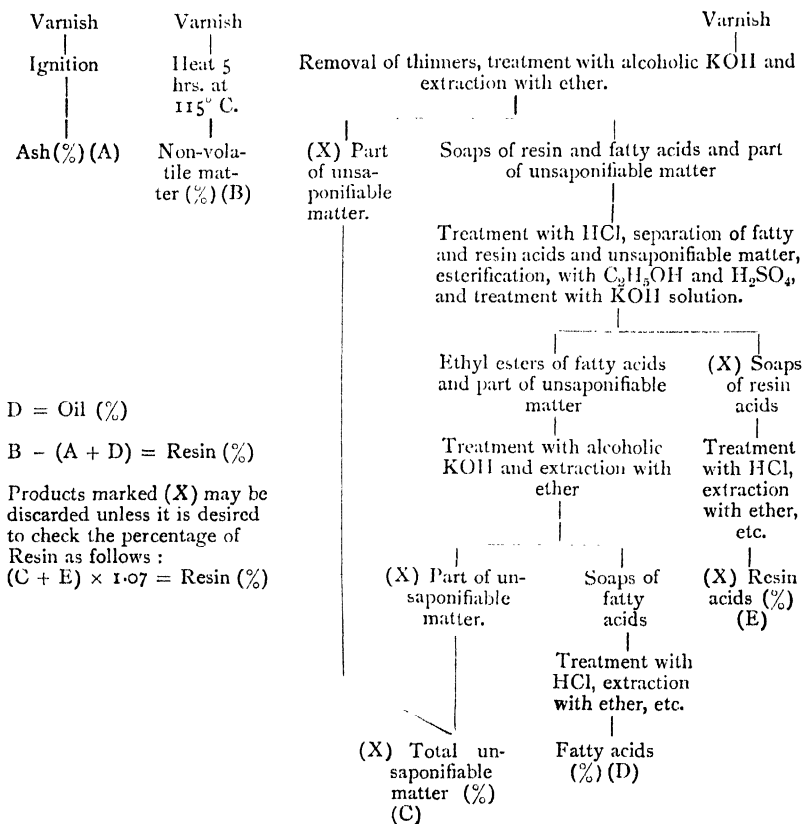 Varnish
Ignition
Ash (%) (A)
Varnish
Heat 5
hrs. at
115° C.
Non-vola-
tile mat-
ter (%) (B)
Varnish
Removal of thinners, treatment with alcoholic KOH and
extraction with ether.
(X) Part
of unsa-
ponifiable
matter.
Soaps of resin and fatty acids and part
of unsaponifiable matter
Treatment with HCl, separation of fatty
and resin acids and unsaponifiable matter,
esterification, with C₂H₅OH and H₂SO₄,
and treatment with KOH solution.
Ethyl esters of fatty acids
and part of unsaponifiable
matter
(X) Soaps
of resin
acids
Treatment with alcoholic
KOH and extraction with
ether
Treatment
with HCl,
extraction
with ether,
etc.
(X) Part of un-
saponifiable
matter.
Soaps of
fatty
acids
(X) Resin
acids (%)
(E)
Treatment with
HCl, extraction
with ether, etc.
(X) Total un-
saponifiable
matter (%)
(C)
Fatty acids
(%) (D)
D = Oil (%)
B - (A + D) = Resin (%)
Products marked (X) may be
discarded unless it is desired
to check the percentage of
Resin as follows :
(C + E) × 1·07 = Resin (%)